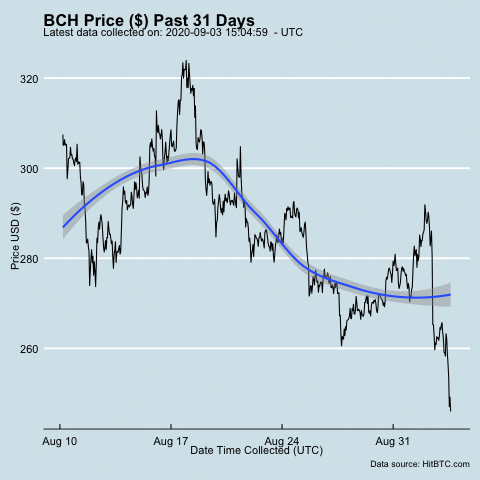 BCH Price ($) Past 31 Days
Latest data collected on: 2020-09-03 15:04:59 - UTC
Price USD ($)
320
300
280
260
Aug 10 Aug 17 Aug 24 Aug 31
Date Time Collected (UTC)
Data source: HitBTC.com